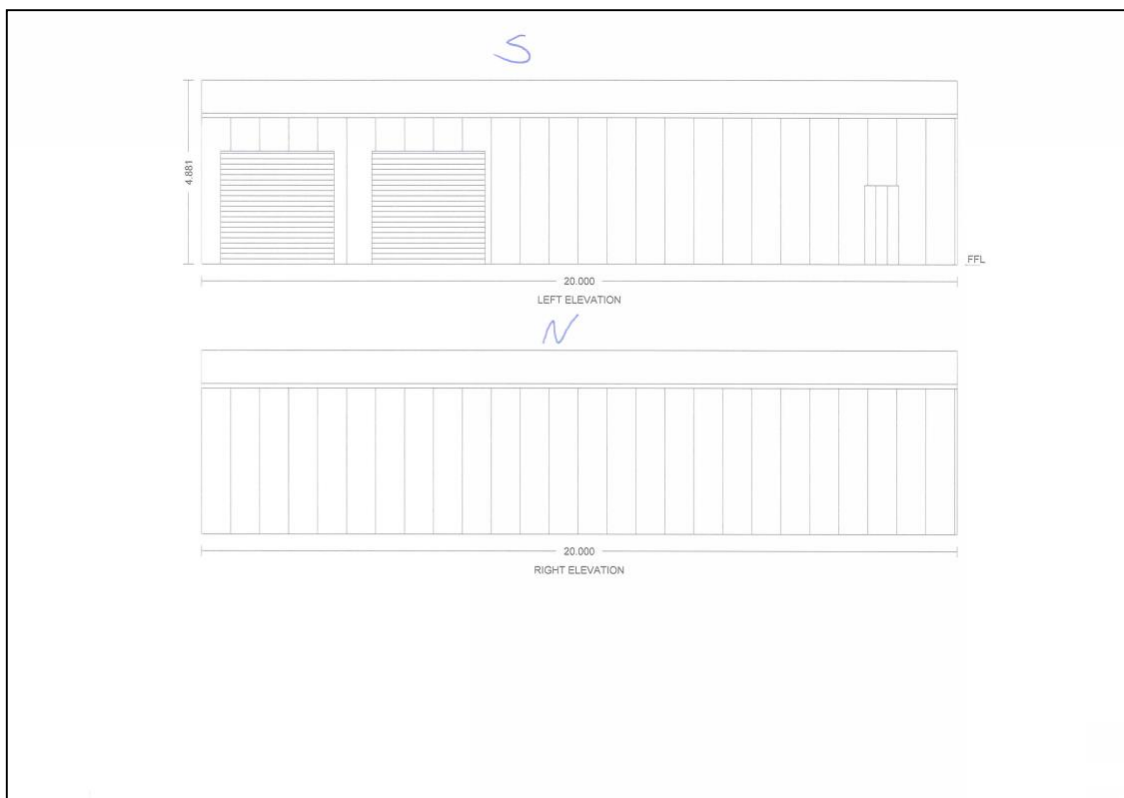 S
4.881
FFL
20.000
LEFT ELEVATION
N
20.000
RIGHT ELEVATION